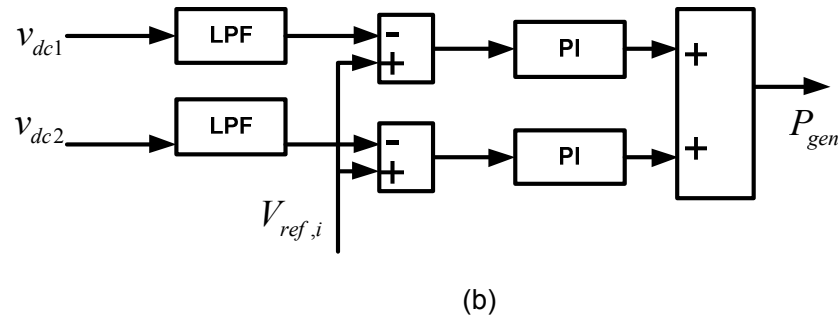 v_dc1 LPF - + PI +
v_dc2 LPF - + PI +
P_gen
V_ref,i
(b)